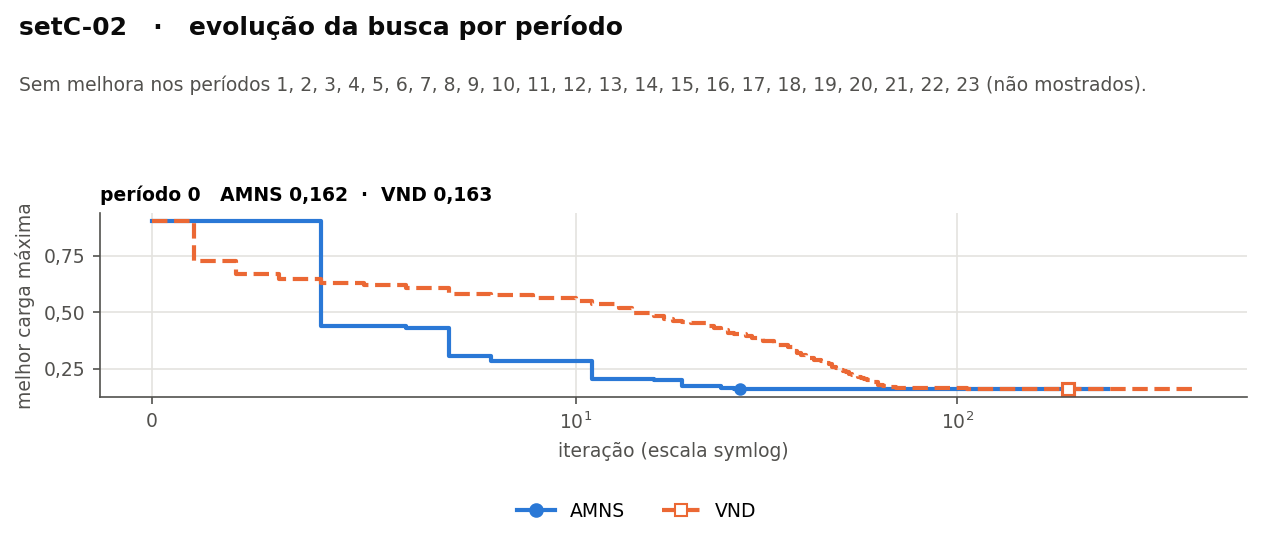 setC-02 · evolução da busca por período
Sem melhora nos períodos 1, 2, 3, 4, 5, 6, 7, 8, 9, 10, 11, 12, 13, 14, 15, 16, 17, 18, 19, 20, 21, 22, 23 (não mostrados).
período 0 AMNS 0,162 · VND 0,163
melhor carga máxima
0,75
0,50
0,25
0 10¹ 10²
iteração (escala symlog)
AMNS VND